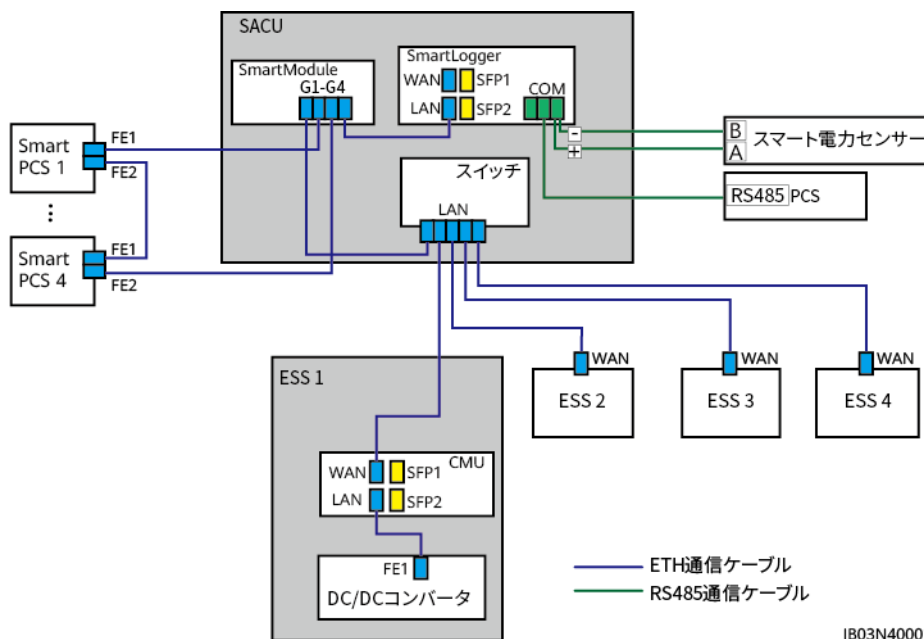 SACU
SmartLogger
SmartModule
G1-G4
WAN
SFP1
LAN
SFP2
COM
-
+
B
A
スマート電力センサー
RS485
PCS
スイッチ
LAN
Smart
PCS 1
FE1
FE2
...
Smart
PCS 4
FE1
FE2
ESS 1
CMU
WAN
SFP1
LAN
SFP2
FE1
DC/DCコンバータ
WAN
ESS 2
WAN
ESS 3
WAN
ESS 4
ETH通信ケーブル
RS485通信ケーブル